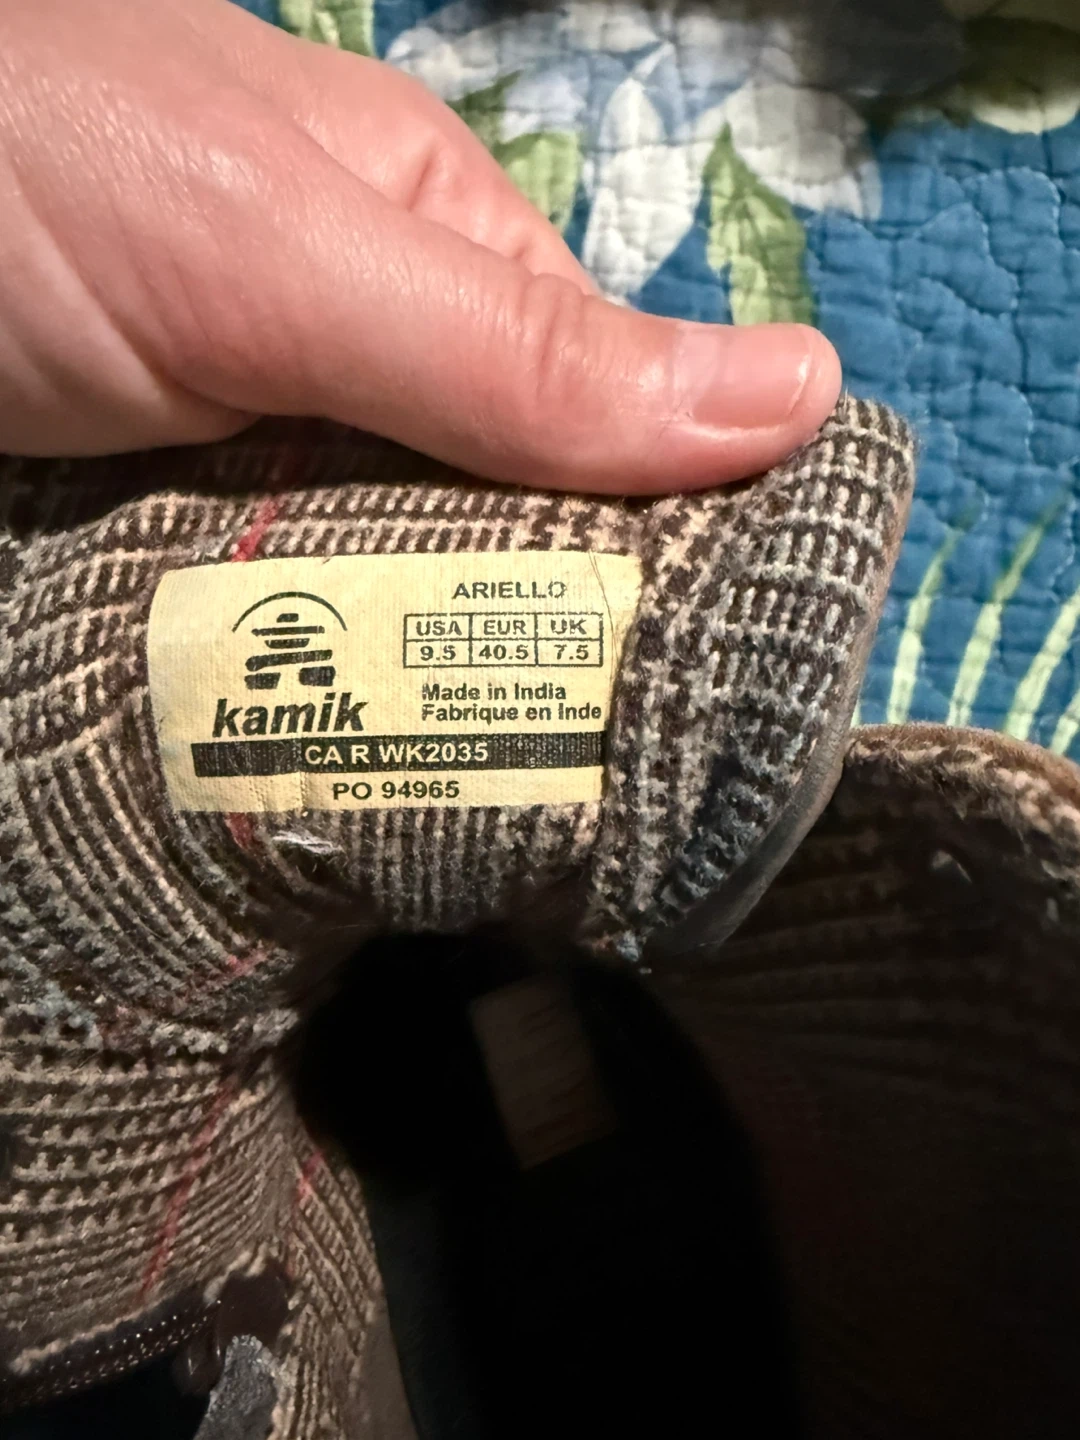 ARIELLO
USA EUR UK
9.5 40.5 7.5
kamik
Made in India
Fabrique en Inde
CA R WK2035
PO 94965